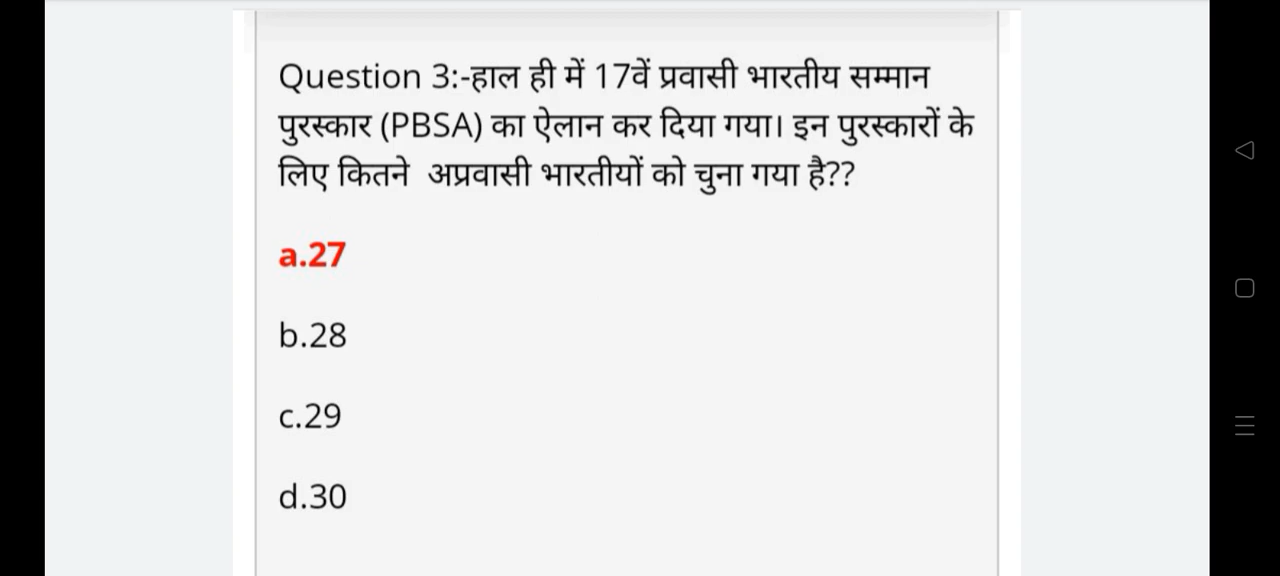 Question 3:-हाल ही में 17वें प्रवासी भारतीय सम्मान
पुरस्कार (PBSA) का ऐलान कर दिया गया। इन पुरस्कारों के
लिए कितने अप्रवासी भारतीयों को चुना गया है??
a.27
b.28
c.29
d.30